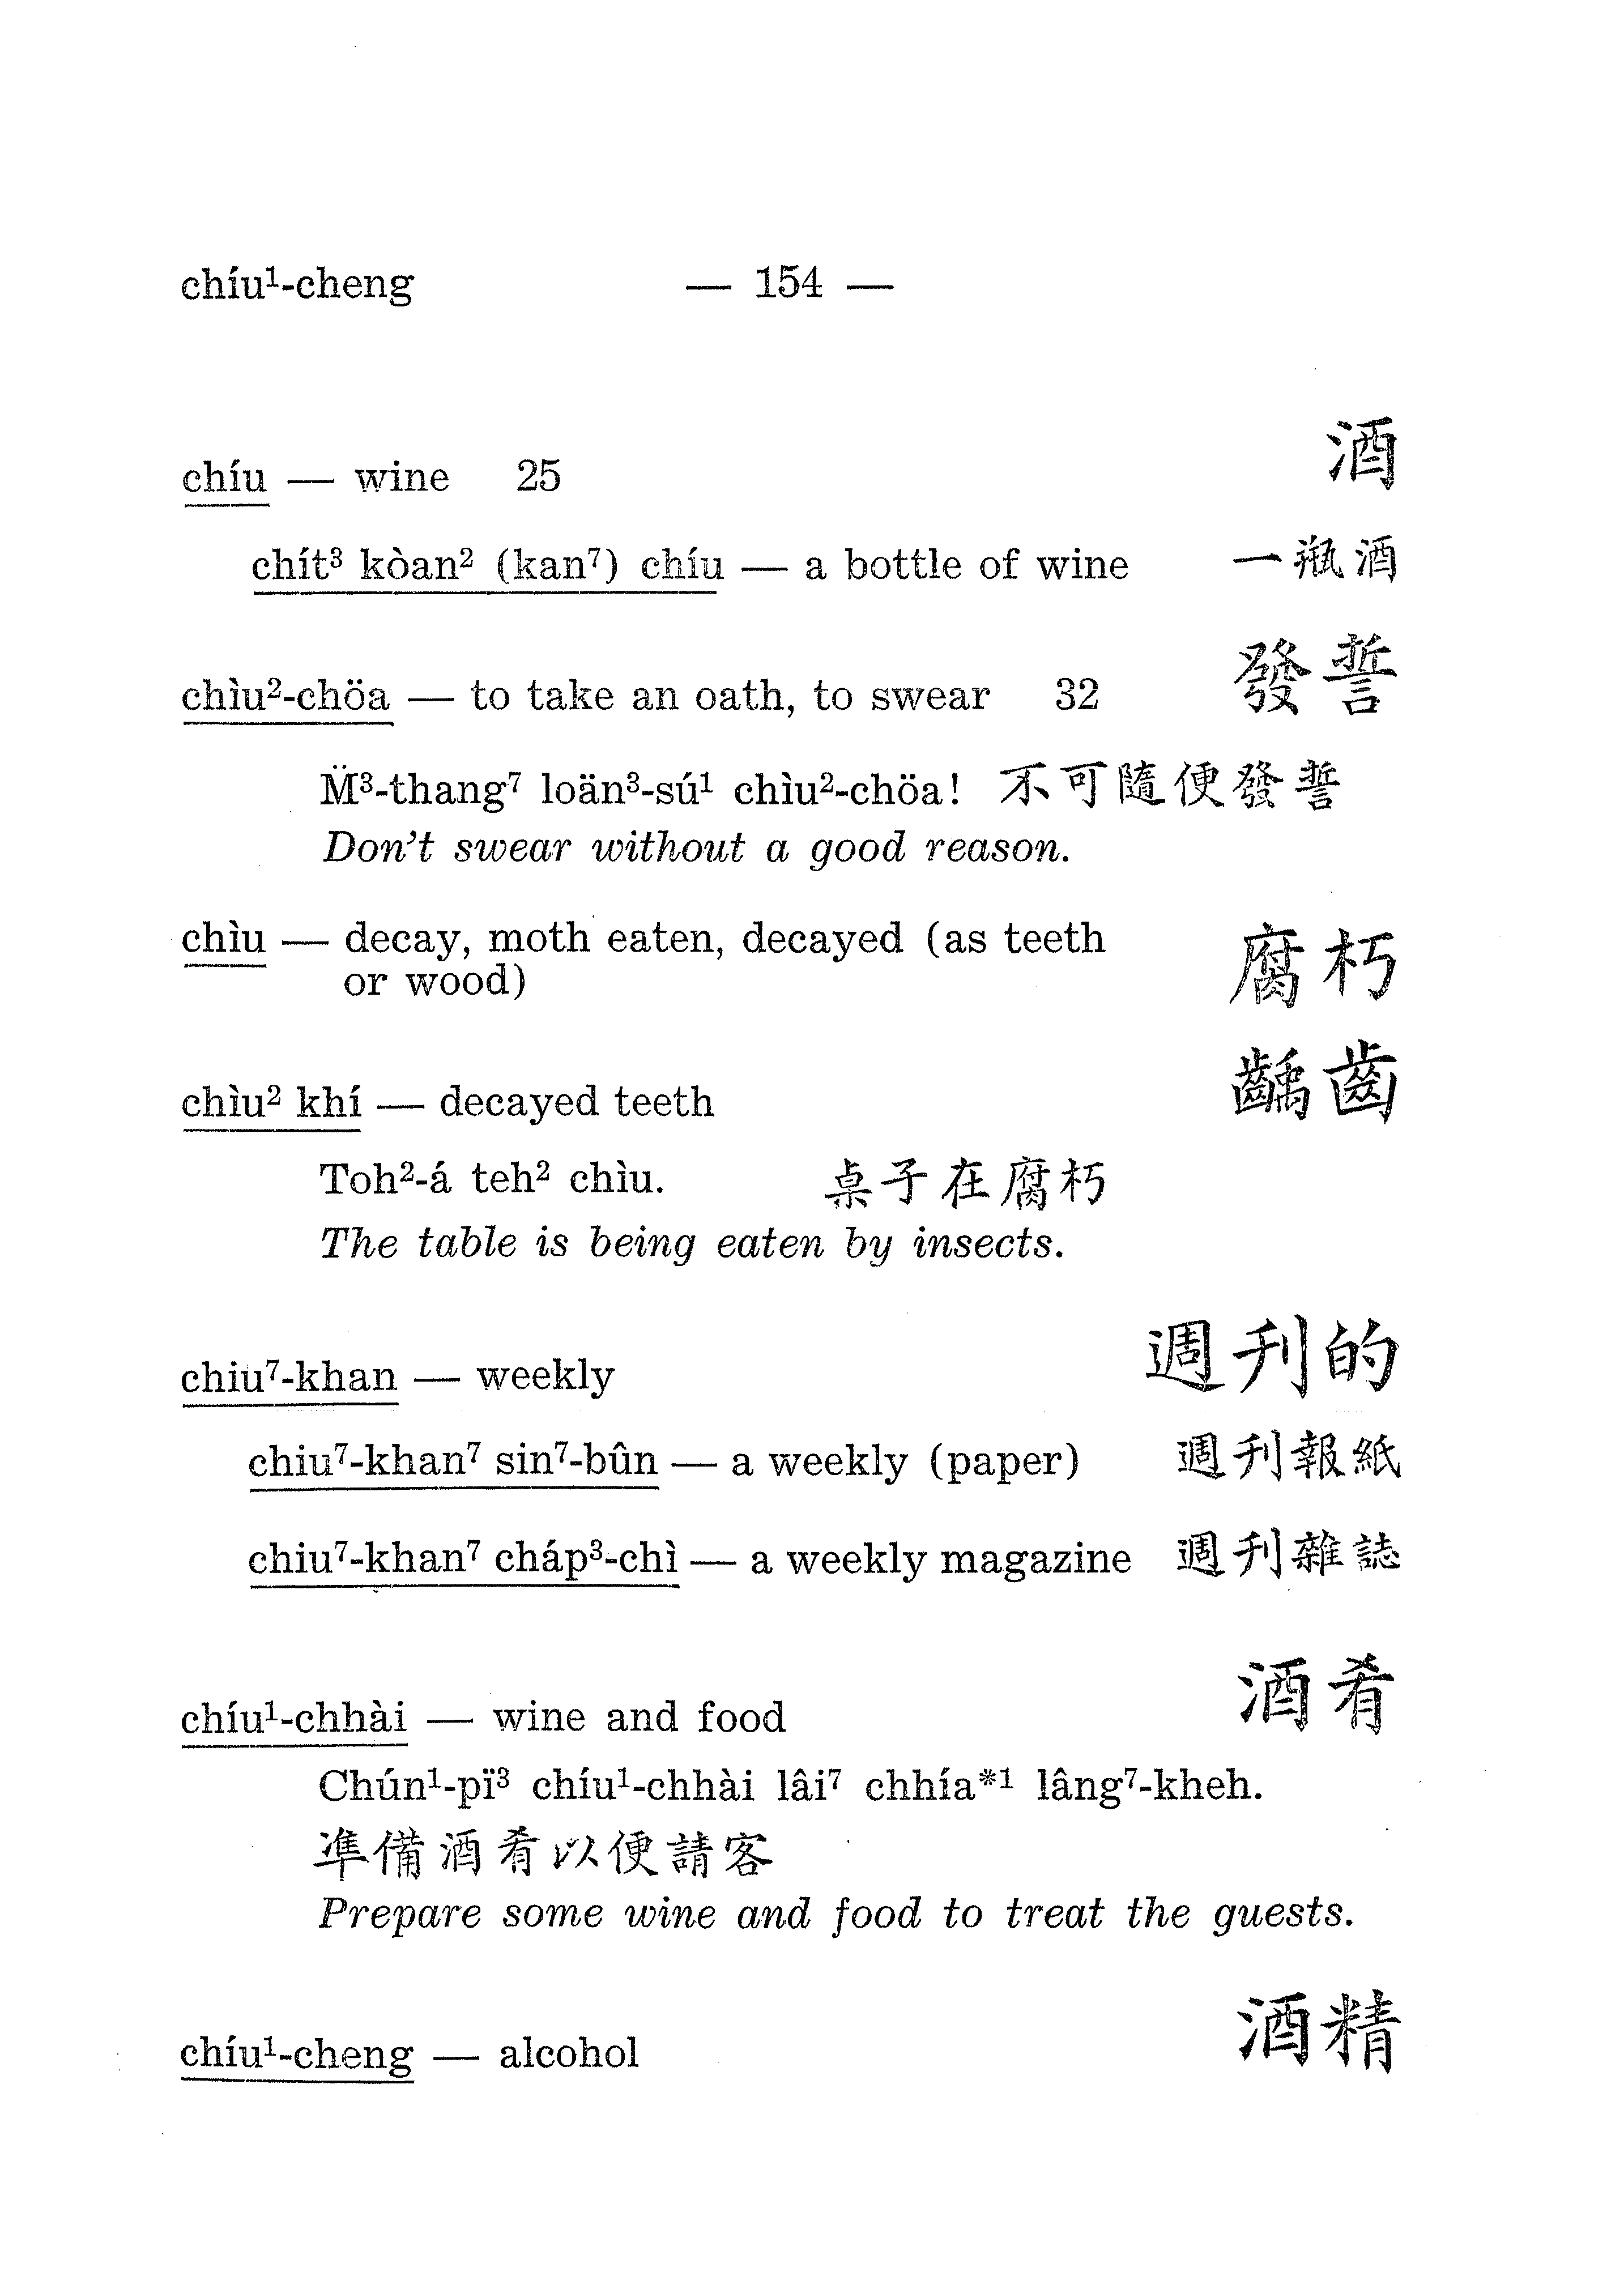 chíu¹-cheng — 154 —
chíu — wine 25 酒
chít³ kòan² (kan⁷) chíu — a bottle of wine 一瓶酒
chìu²-chöa — to take an oath, to swear 32 發誓
M̈³-thang⁷ loän³-sú¹ chìu²-chöa! 不可隨便發誓
Don't swear without a good reason.
chìu — decay, moth eaten, decayed (as teeth 腐朽
or wood)
chìu² khí — decayed teeth 齲齒
Toh²-á teh² chìu. 桌子在腐朽
The table is being eaten by insects.
chiu⁷-khan — weekly 週刊的
chiu⁷-khan⁷ sin⁷-bûn — a weekly (paper) 週刊報紙
chiu⁷-khan⁷ cháp³-chì — a weekly magazine 週刊雜誌
chíu¹-chhài — wine and food 酒肴
Chún¹-pï³ chíu¹-chhài lâi⁷ chhía*¹ lâng⁷-kheh.
準備酒肴以便請客
Prepare some wine and food to treat the guests.
chíu¹-cheng — alcohol 酒精